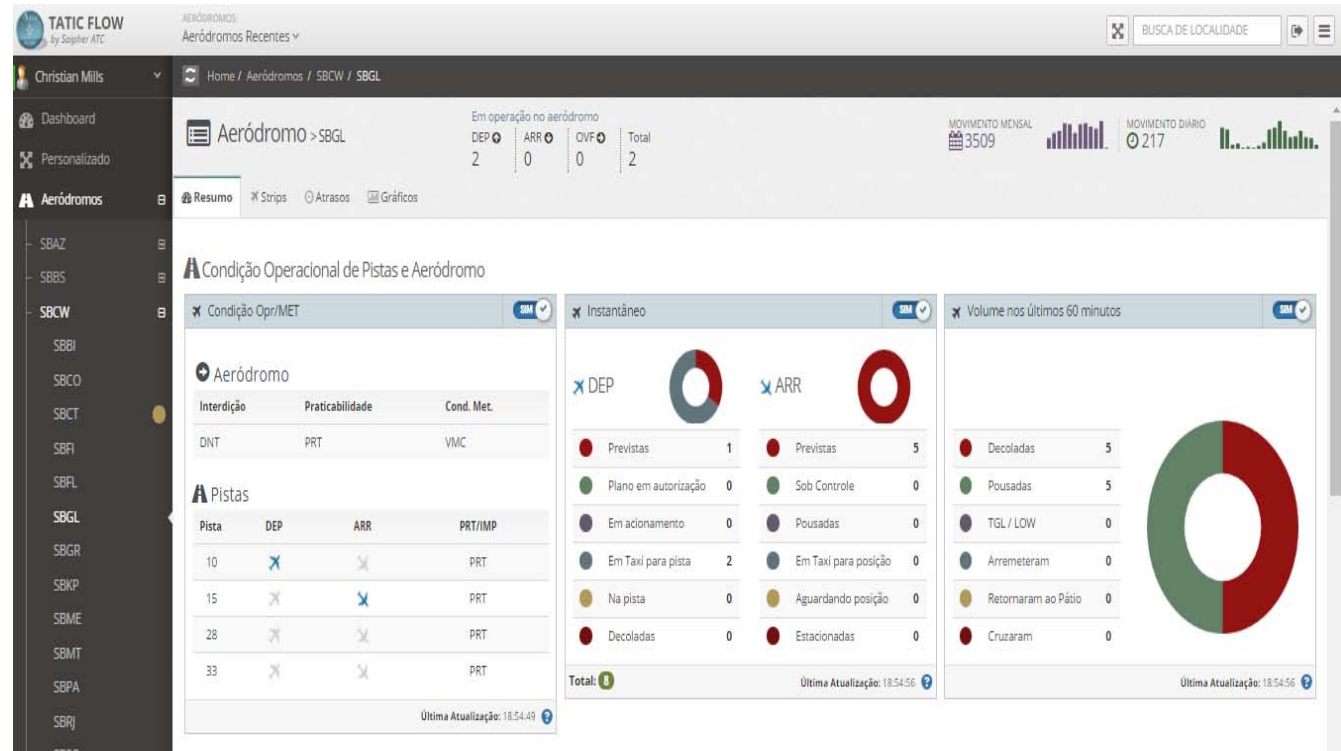 TATIC FLOW
by Saipher ATC
AERÓDROMOS
Aeródromos Recentes
BUSCA DE LOCALIDADE
Christian Mills
Home / Aeródromos / SBCW / SBGL
Dashboard
Personalizado
Aeródromos
SBAZ
SBBS
SBCW
SBBI
SBCO
SBCT
SBFI
SBFL
SBGL
SBGR
SBKP
SBME
SBMT
SBPA
SBRJ
Aeródromo > SBGL
Em operação no aeródromo
DEP ARR OVF Total
2 0 0 2
MOVIMENTO MENSAL
3509
MOVIMENTO DIÁRIO
217
Resumo Strips Atrasos Gráficos
Condição Operacional de Pistas e Aeródromo
Condição Opr/MET SIM
Aeródromo
Interdição Praticabilidade Cond. Met.
DNT PRT VMC
Pistas
Pista DEP ARR PRT/IMP
10 PRT
15 PRT
28 PRT
33 PRT
Última Atualização: 18:54:49
Instantâneo SIM
DEP
Previstas 1
Plano em autorização 0
Em acionamento 0
Em Taxi para pista 2
Na pista 0
Decoladas 0
ARR
Previstas 5
Sob Controle 0
Pousadas 0
Em Taxi para posição 0
Aguardando posição 0
Estacionadas 0
Total: 8
Última Atualização: 18:54:56
Volume nos últimos 60 minutos SIM
Decoladas 5
Pousadas 5
TGL / LOW 0
Arremeteram 0
Retornaram ao Pátio 0
Cruzaram 0
Última Atualização: 18:54:56